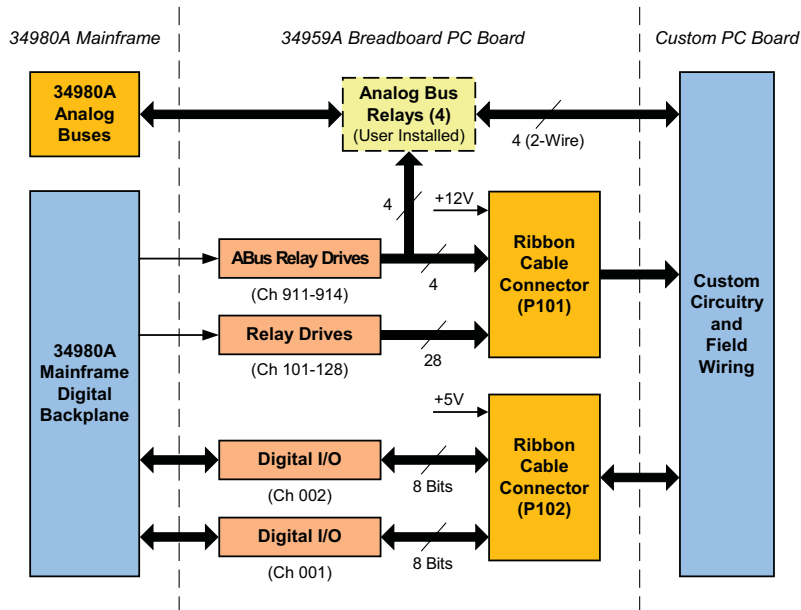 34980A Mainframe
34959A Breadboard PC Board
Custom PC Board
34980A
Analog
Buses
Analog Bus
Relays (4)
(User Installed)
4 (2-Wire)
4
+12V
ABus Relay Drives
(Ch 911-914)
4
Relay Drives
(Ch 101-128)
28
Ribbon
Cable
Connector
(P101)
Custom
Circuitry
and
Field
Wiring
34980A
Mainframe
Digital
Backplane
+5V
Digital I/O
(Ch 002)
8 Bits
Digital I/O
(Ch 001)
8 Bits
Ribbon
Cable
Connector
(P102)